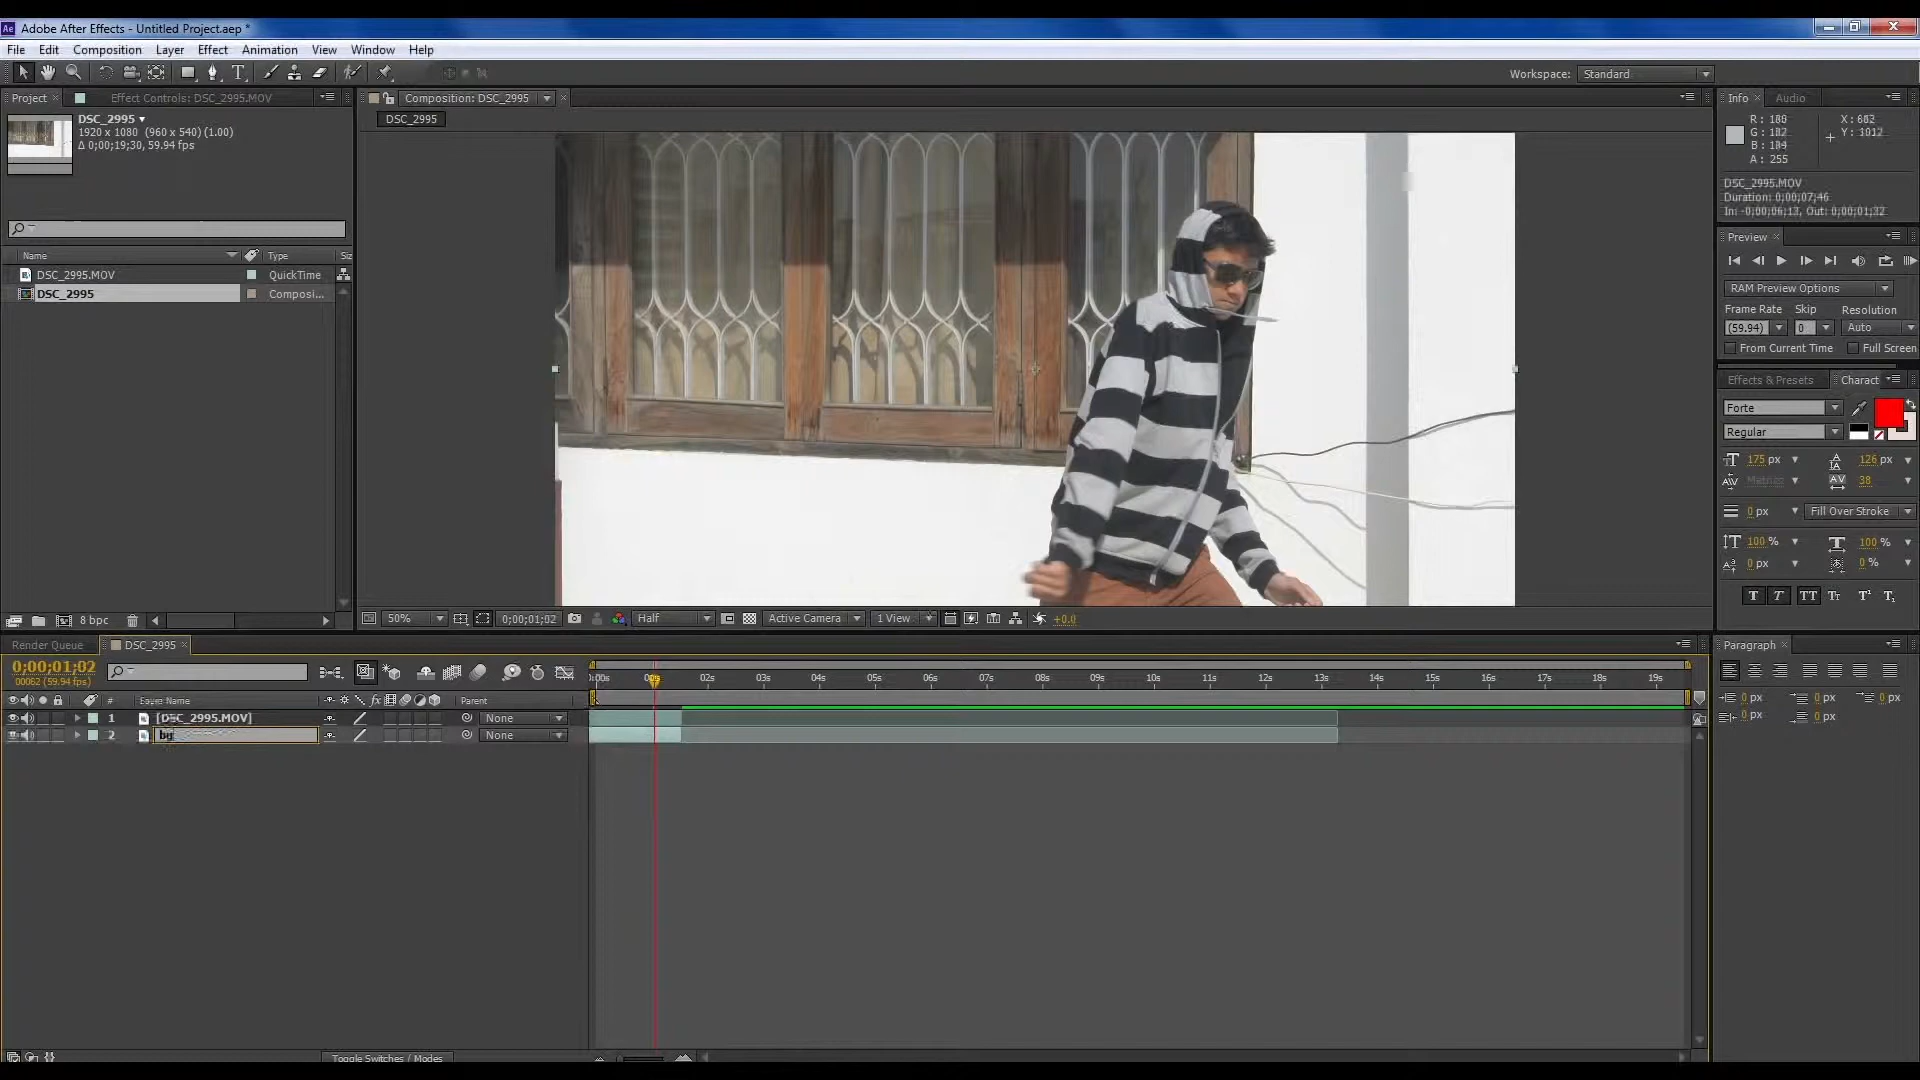 Adobe After Effects - Untitled Project.aep *
File Edit Composition Layer Effect Animation View Window Help
Workspace: Standard
Project Effect Controls: DSC_2995.MOV
Composition: DSC_2995
Info Audio
DSC_2995
DSC_2995
1920 x 1080 (960 x 540) (1.00)
Δ 0;00;19;30, 59.94 fps
A : 255
DSC_2995.MOV
Duration: 0;00;07;46
In: -0;00;06;13, Out: 0;00;01;32
Preview
Name Type
DSC_2995.MOV QuickTime
DSC_2995 Composi...
RAM Preview Options
Frame Rate Skip Resolution
(59.94) 0 Auto
From Current Time Full Screen
Effects & Presets Charact
Forte
Regular
175 px 126 px
Metrics 38
0 px Fill Over Stroke
100 % 100 %
0 px 0 %
T T TT Tt T¹ T₁
8 bpc
50% 0;00;01;02 Half Active Camera 1 View +0.0
Render Queue DSC_2995
Paragraph
0;00;01;02
00062 (59.94 fps)
02s 03s 04s 05s 06s 07s 08s 09s 10s 11s 12s 13s 14s 15s 16s 17s 18s 19s
# Layer Name Parent
1 [DSC_2995.MOV] None
2 bg None
0 px 0 px 0 px
0 px 0 px
Toggle Switches / Modes